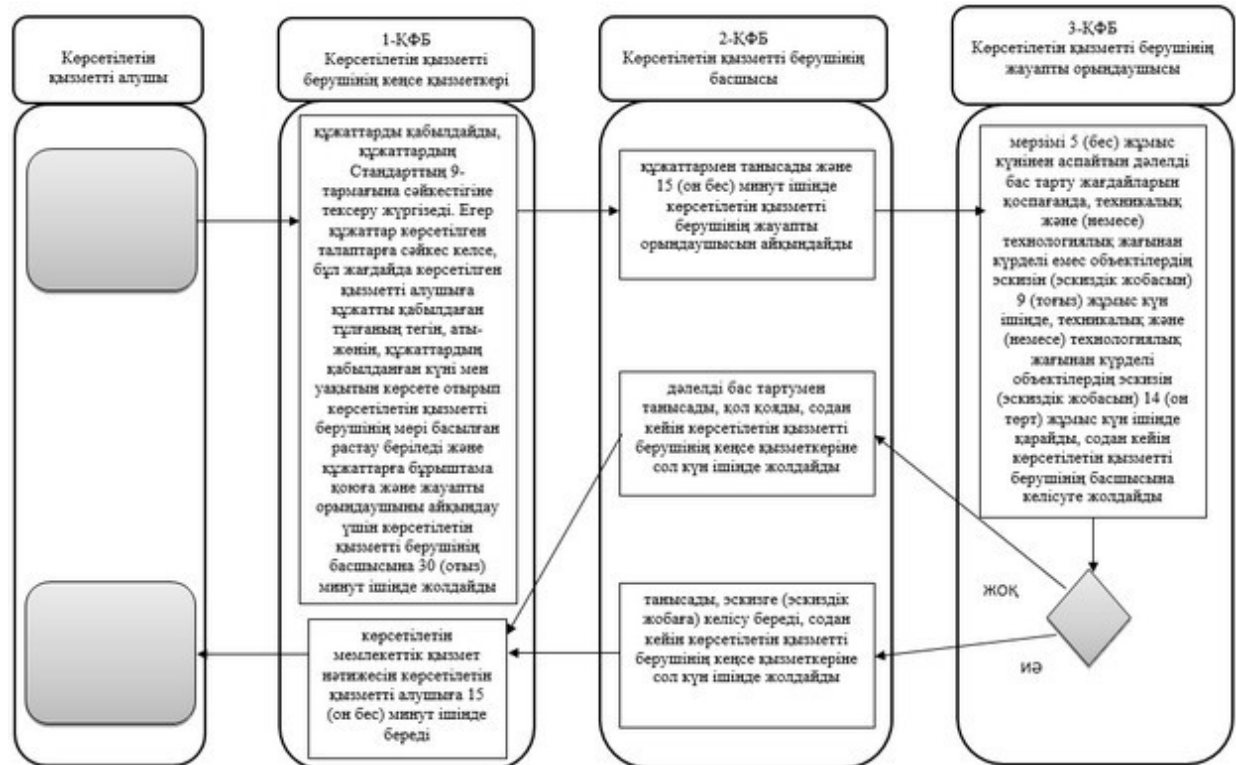 Көрсетілетін
қызметті алушы
1-ҚФБ
Көрсетілетін қызметті
берушінің кеңсе қызметкері
2-ҚФБ
Көрсетілетін қызметті берушінің
басшысы
3-ҚФБ
Көрсетілетін қызметті берушінің
жауапты орындаушысы
құжаттарды қабылдайды,
құжаттардың
Стандарттың 9-
тармағына сәйкестігіне
тексеру жүргізеді. Егер
құжаттар көрсетілген
талаптарға сәйкес келсе,
бұл жағдайда көрсетілген
қызметті алушыға
құжатты қабылдаған
тұлғаның тегін, аты-
жөнін, құжаттардың
қабылданған күні мен
уақытын көрсете отырып
көрсетілетін қызметті
берушінің мөрі басылған
растау беріледі және
құжаттарға бұрыштама
қоюға және жауапты
орындаушыны айқындау
үшін көрсетілетін
қызметті берушінің
басшысына 30 (отыз)
минут ішінде жолдайды
көрсетілетін
мемлекеттік қызмет
нәтижесін көрсетілетін
қызметті алушыға 15
(он бес) минут ішінде
береді
құжаттармен танысады және
15 (он бес) минут ішінде
көрсетілетін қызметті
берушінің жауапты
орындаушысын айқындайды
дәлелді бас тартумен
танысады, қол қояды, содан
кейін көрсетілетін қызметті
берушінің кеңсе қызметкеріне
сол күн ішінде жолдайды
танысады, эскизге (эскиздік
жобаға) келісу береді, содан
кейін көрсетілетін қызметті
берушінің кеңсе қызметкеріне
сол күн ішінде жолдайды
мерзімі 5 (бес) жұмыс
күнінен аспайтын дәлелді
бас тарту жағдайларын
қоспағанда, техникалық
және (немесе)
технологиялық жағынан
күрделі емес объектілердің
эскизін (эскиздік жобасын)
9 (тоғыз) жұмыс күн
ішінде, техникалық және
(немесе) технологиялық
жағынан күрделі
объектілердің эскизін
(эскиздік жобасын) 14 (он
төрт) жұмыс күн ішінде
қарайды, содан кейін
көрсетілетін қызметті
берушінің басшысына
келісуге жолдайды
жоқ
иә